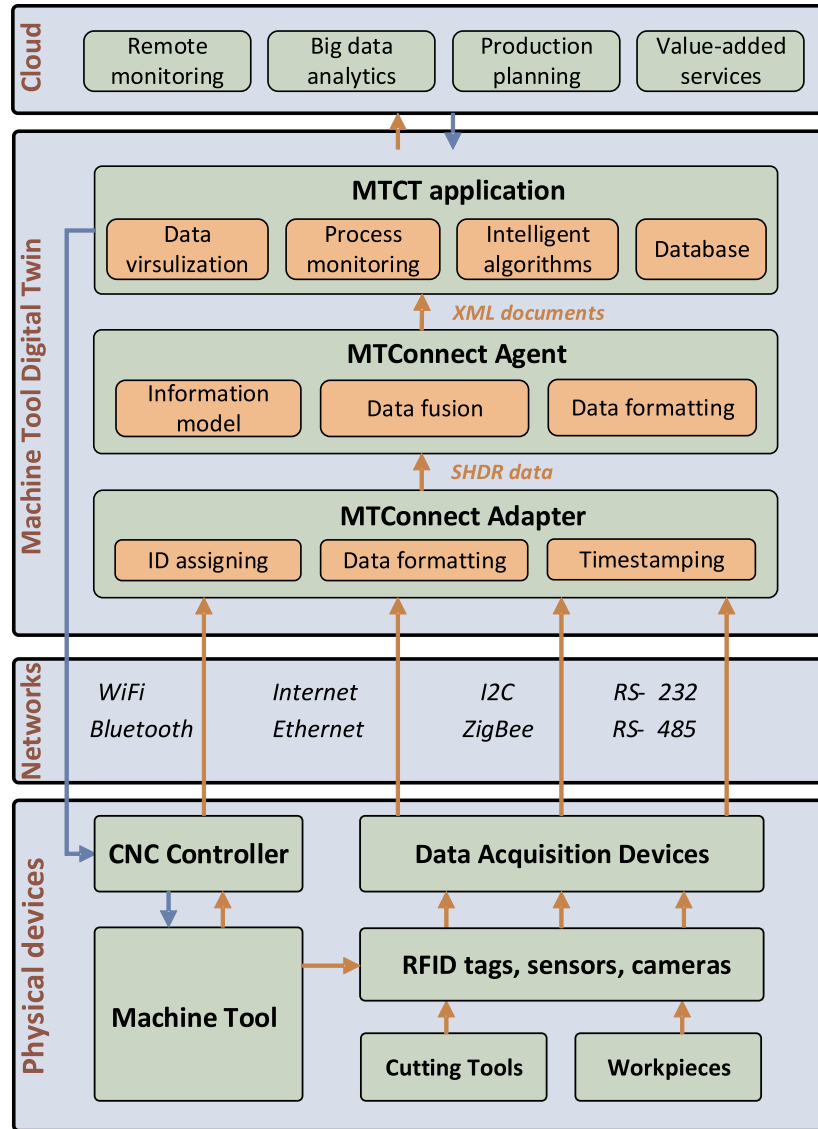 Cloud
Remote
monitoring
Big data
analytics
Production
planning
Value-added
services
Machine Tool Digital Twin
MTCT application
Data
virsulization
Process
monitoring
Intelligent
algorithms
Database
XML documents
MTConnect Agent
Information
model
Data fusion
Data formatting
SHDR data
MTConnect Adapter
ID assigning
Data formatting
Timestamping
Networks
WiFi
Internet
I2C
RS- 232
Bluetooth
Ethernet
ZigBee
RS- 485
Physical devices
CNC Controller
Data Acquisition Devices
RFID tags, sensors, cameras
Machine Tool
Cutting Tools
Workpieces